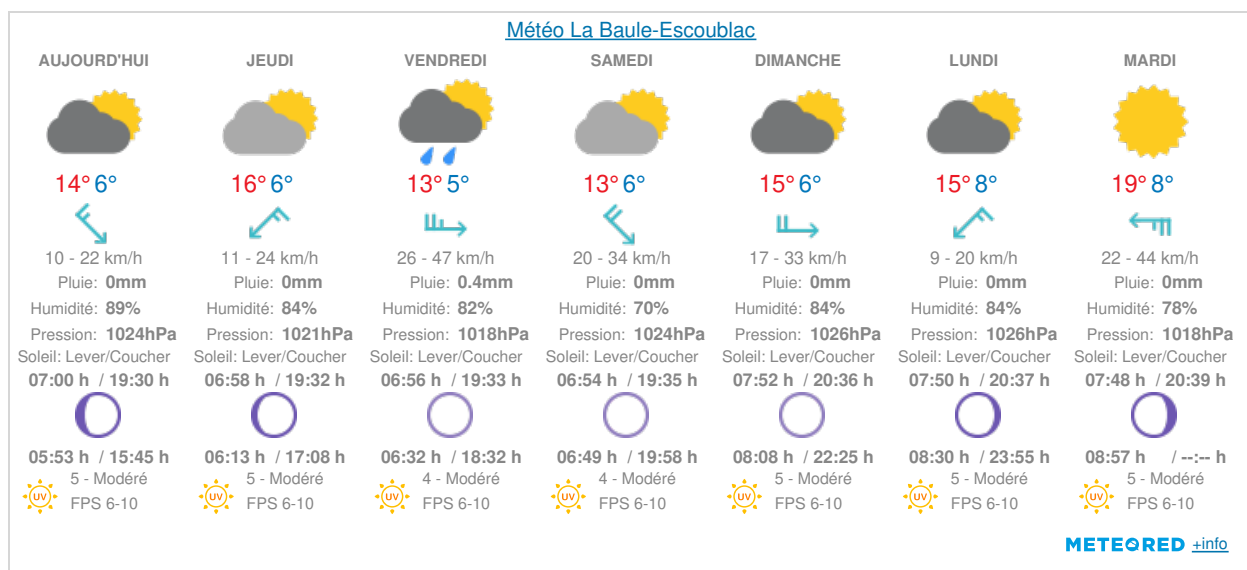 Météo La Baule-Escoublac
AUJOURD'HUI JEUDI VENDREDI SAMEDI DIMANCHE LUNDI MARDI
14° 6° 16° 6° 13° 5° 13° 6° 15° 6° 15° 8° 19° 8°
10 - 22 km/h 11 - 24 km/h 26 - 47 km/h 20 - 34 km/h 17 - 33 km/h 9 - 20 km/h 22 - 44 km/h
Pluie: 0mm Pluie: 0mm Pluie: 0.4mm Pluie: 0mm Pluie: 0mm Pluie: 0mm Pluie: 0mm
Humidité: 89% Humidité: 84% Humidité: 82% Humidité: 70% Humidité: 84% Humidité: 84% Humidité: 78%
Pression: 1024hPa Pression: 1021hPa Pression: 1018hPa Pression: 1024hPa Pression: 1026hPa Pression: 1026hPa Pression: 1018hPa
Soleil: Lever/Coucher Soleil: Lever/Coucher Soleil: Lever/Coucher Soleil: Lever/Coucher Soleil: Lever/Coucher Soleil: Lever/Coucher Soleil: Lever/Coucher
07:00 h / 19:30 h 06:58 h / 19:32 h 06:56 h / 19:33 h 06:54 h / 19:35 h 07:52 h / 20:36 h 07:50 h / 20:37 h 07:48 h / 20:39 h
05:53 h / 15:45 h 06:13 h / 17:08 h 06:32 h / 18:32 h 06:49 h / 19:58 h 08:08 h / 22:25 h 08:30 h / 23:55 h 08:57 h / --:-- h
5 - Modéré 5 - Modéré 4 - Modéré 4 - Modéré 5 - Modéré 5 - Modéré 5 - Modéré
UV UV UV UV UV UV UV
FPS 6-10 FPS 6-10 FPS 6-10 FPS 6-10 FPS 6-10 FPS 6-10 FPS 6-10
METEORED +info